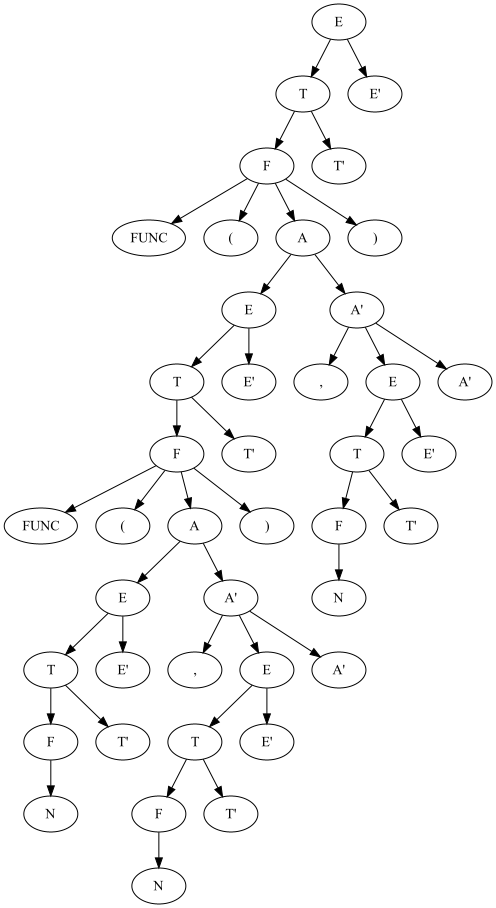 E
T E'
F T'
FUNC ( A )
E A'
T E' , E A'
F T' T E'
FUNC ( A ) F T'
E A' N
T E' , E A'
F T' T E'
N F T'
N